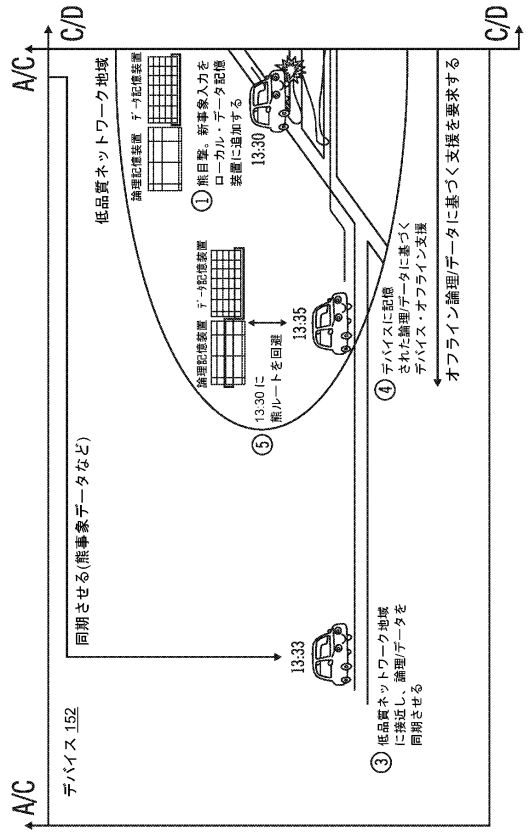 A/C
A/C
C/D
C/D
デバイス 152
同期させる(熊事象データなど)
低品質ネットワーク地域
論理記憶装置 データ記憶装置
① 熊目撃。新事象入力を
ローカル・データ記憶
装置に追加する
13:30
論理記憶装置 データ記憶装置
⑤ 13:30 に
熊ルートを回避
13:35
13:33
③ 低品質ネットワーク地域
に接近し、論理/データを
同期させる
④ デバイスに記憶
された論理/データに基づく
デバイス・オフライン支援
オフライン論理/データに基づく支援を要求する